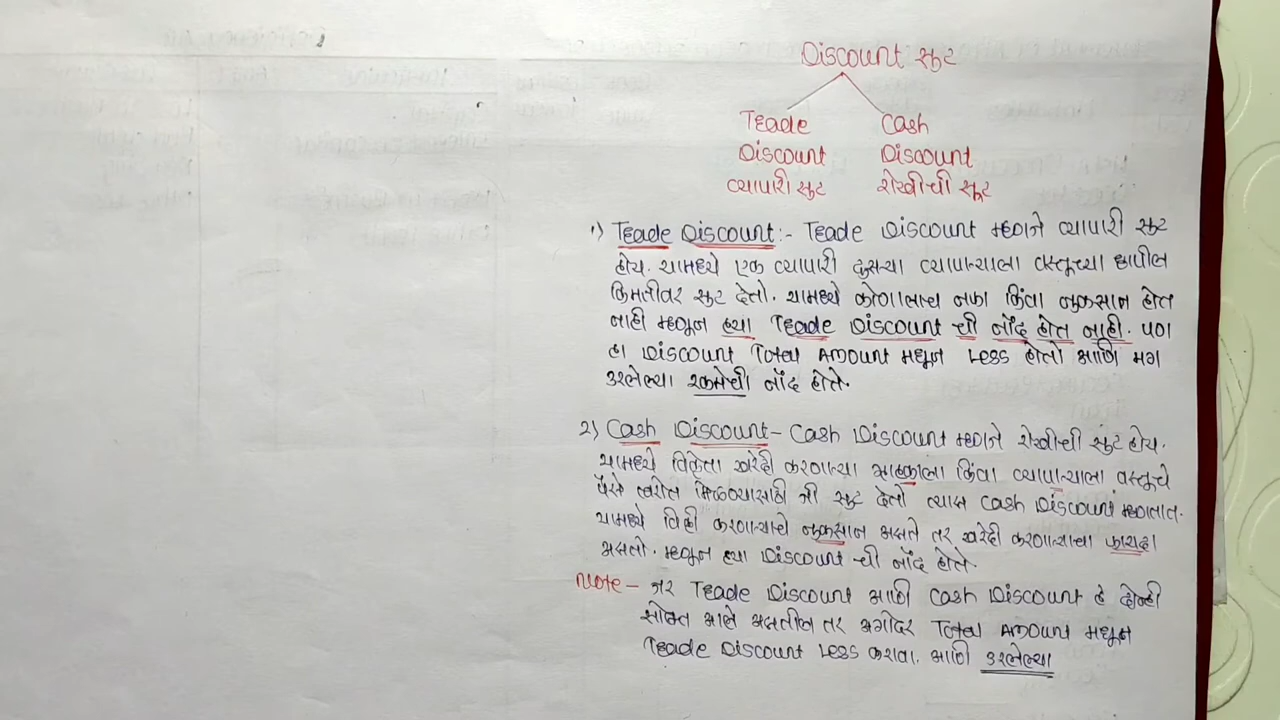 Discount सूट
Trade Cash
Discount Discount
व्यापारी सूट रोखीची सूट
1) Trade Discount:- Trade Discount म्हणजे व्यापारी सूट
होय. यामध्ये एक व्यापारी दुसऱ्या व्यापाऱ्याला वस्तूच्या छापील
किमतीवर सूट देतो. यामध्ये कोणालाच नफा किंवा नुकसान होत
नाही म्हणून ह्या Trade Discount ची नोंद होत नाही. पण
हा Discount Total Amount मधून Less होतो आणि मग
उरलेल्या रकमेची नोंद होते.
2) Cash Discount - Cash Discount म्हणजे रोखीची सूट होय.
यामध्ये विक्रेता खरेदी करणाऱ्या ग्राहकाला किंवा व्यापाऱ्याला वस्तूचे
पैसे त्वरीत मिळण्यासाठी जी सूट देतो त्यास Cash Discount म्हणतात.
यामध्ये विक्री करणाऱ्याचे नुकसान असते तर खरेदी करणाऱ्याचा फायदा
असतो. म्हणून ह्या Discount ची नोंद होते.
Note - जर Trade Discount आणि Cash Discount हे दोन्ही
सोबत आले असतील तर अगोदर Total Amount मधून
Trade Discount Less करावा. आणि उरलेल्या